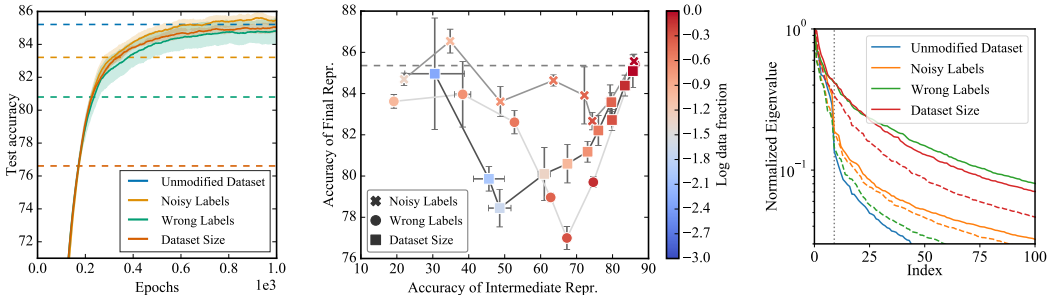 86
84
82
80
78
76
74
72
Test accuracy
0.0
0.2
0.4
0.6
0.8
1.0
Epochs
1e3
Unmodified Dataset
Noisy Labels
Wrong Labels
Dataset Size
88
86
84
82
80
78
76
Accuracy of Final Repr.
10
20
30
40
50
60
70
80
90
Accuracy of Intermediate Repr.
Noisy Labels
Wrong Labels
Dataset Size
0.0
−0.3
−0.6
−0.9
−1.2
−1.5
−1.8
−2.1
−2.4
−2.7
−3.0
Log data fraction
10⁰
10⁻¹
Normalized Eigenvalue
0
25
50
75
100
Index
Unmodified Dataset
Noisy Labels
Wrong Labels
Dataset Size